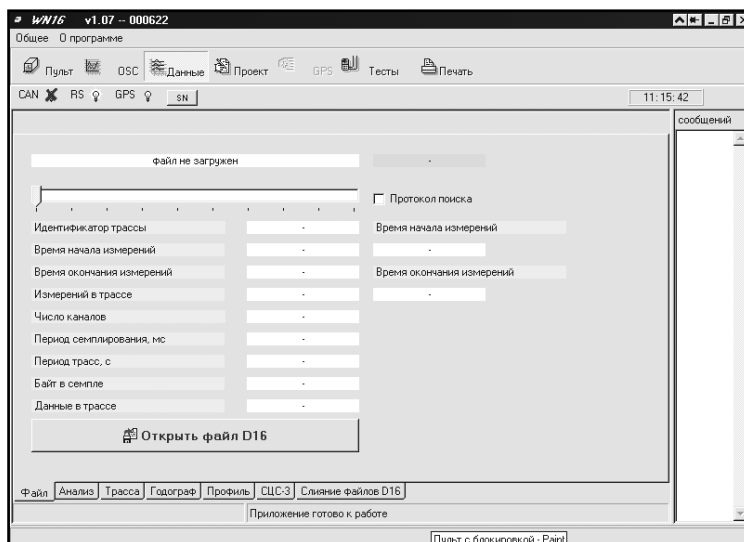 WN16 v1.07 -- 000622
Общее О программе
Пульт OSC Данные Проект GPS Тесты Печать
CAN RS GPS SN 11:15:42
сообщений
Файл не загружен -
Протокол поиска
Идентификатор трассы - Время начала измерений
Время начала измерений - -
Время окончания измерений - Время окончания измерений
Измерений в трассе - -
Число каналов -
Период семплирования, мс -
Период трасс, с -
Байт в семпле -
Данные в трассе -
Открыть файл D16
Файл Анализ Трасса Годограф Профиль СЦС-3 Слияние файлов D16
Приложение готово к работе
Пульт с блокировкой - Paint